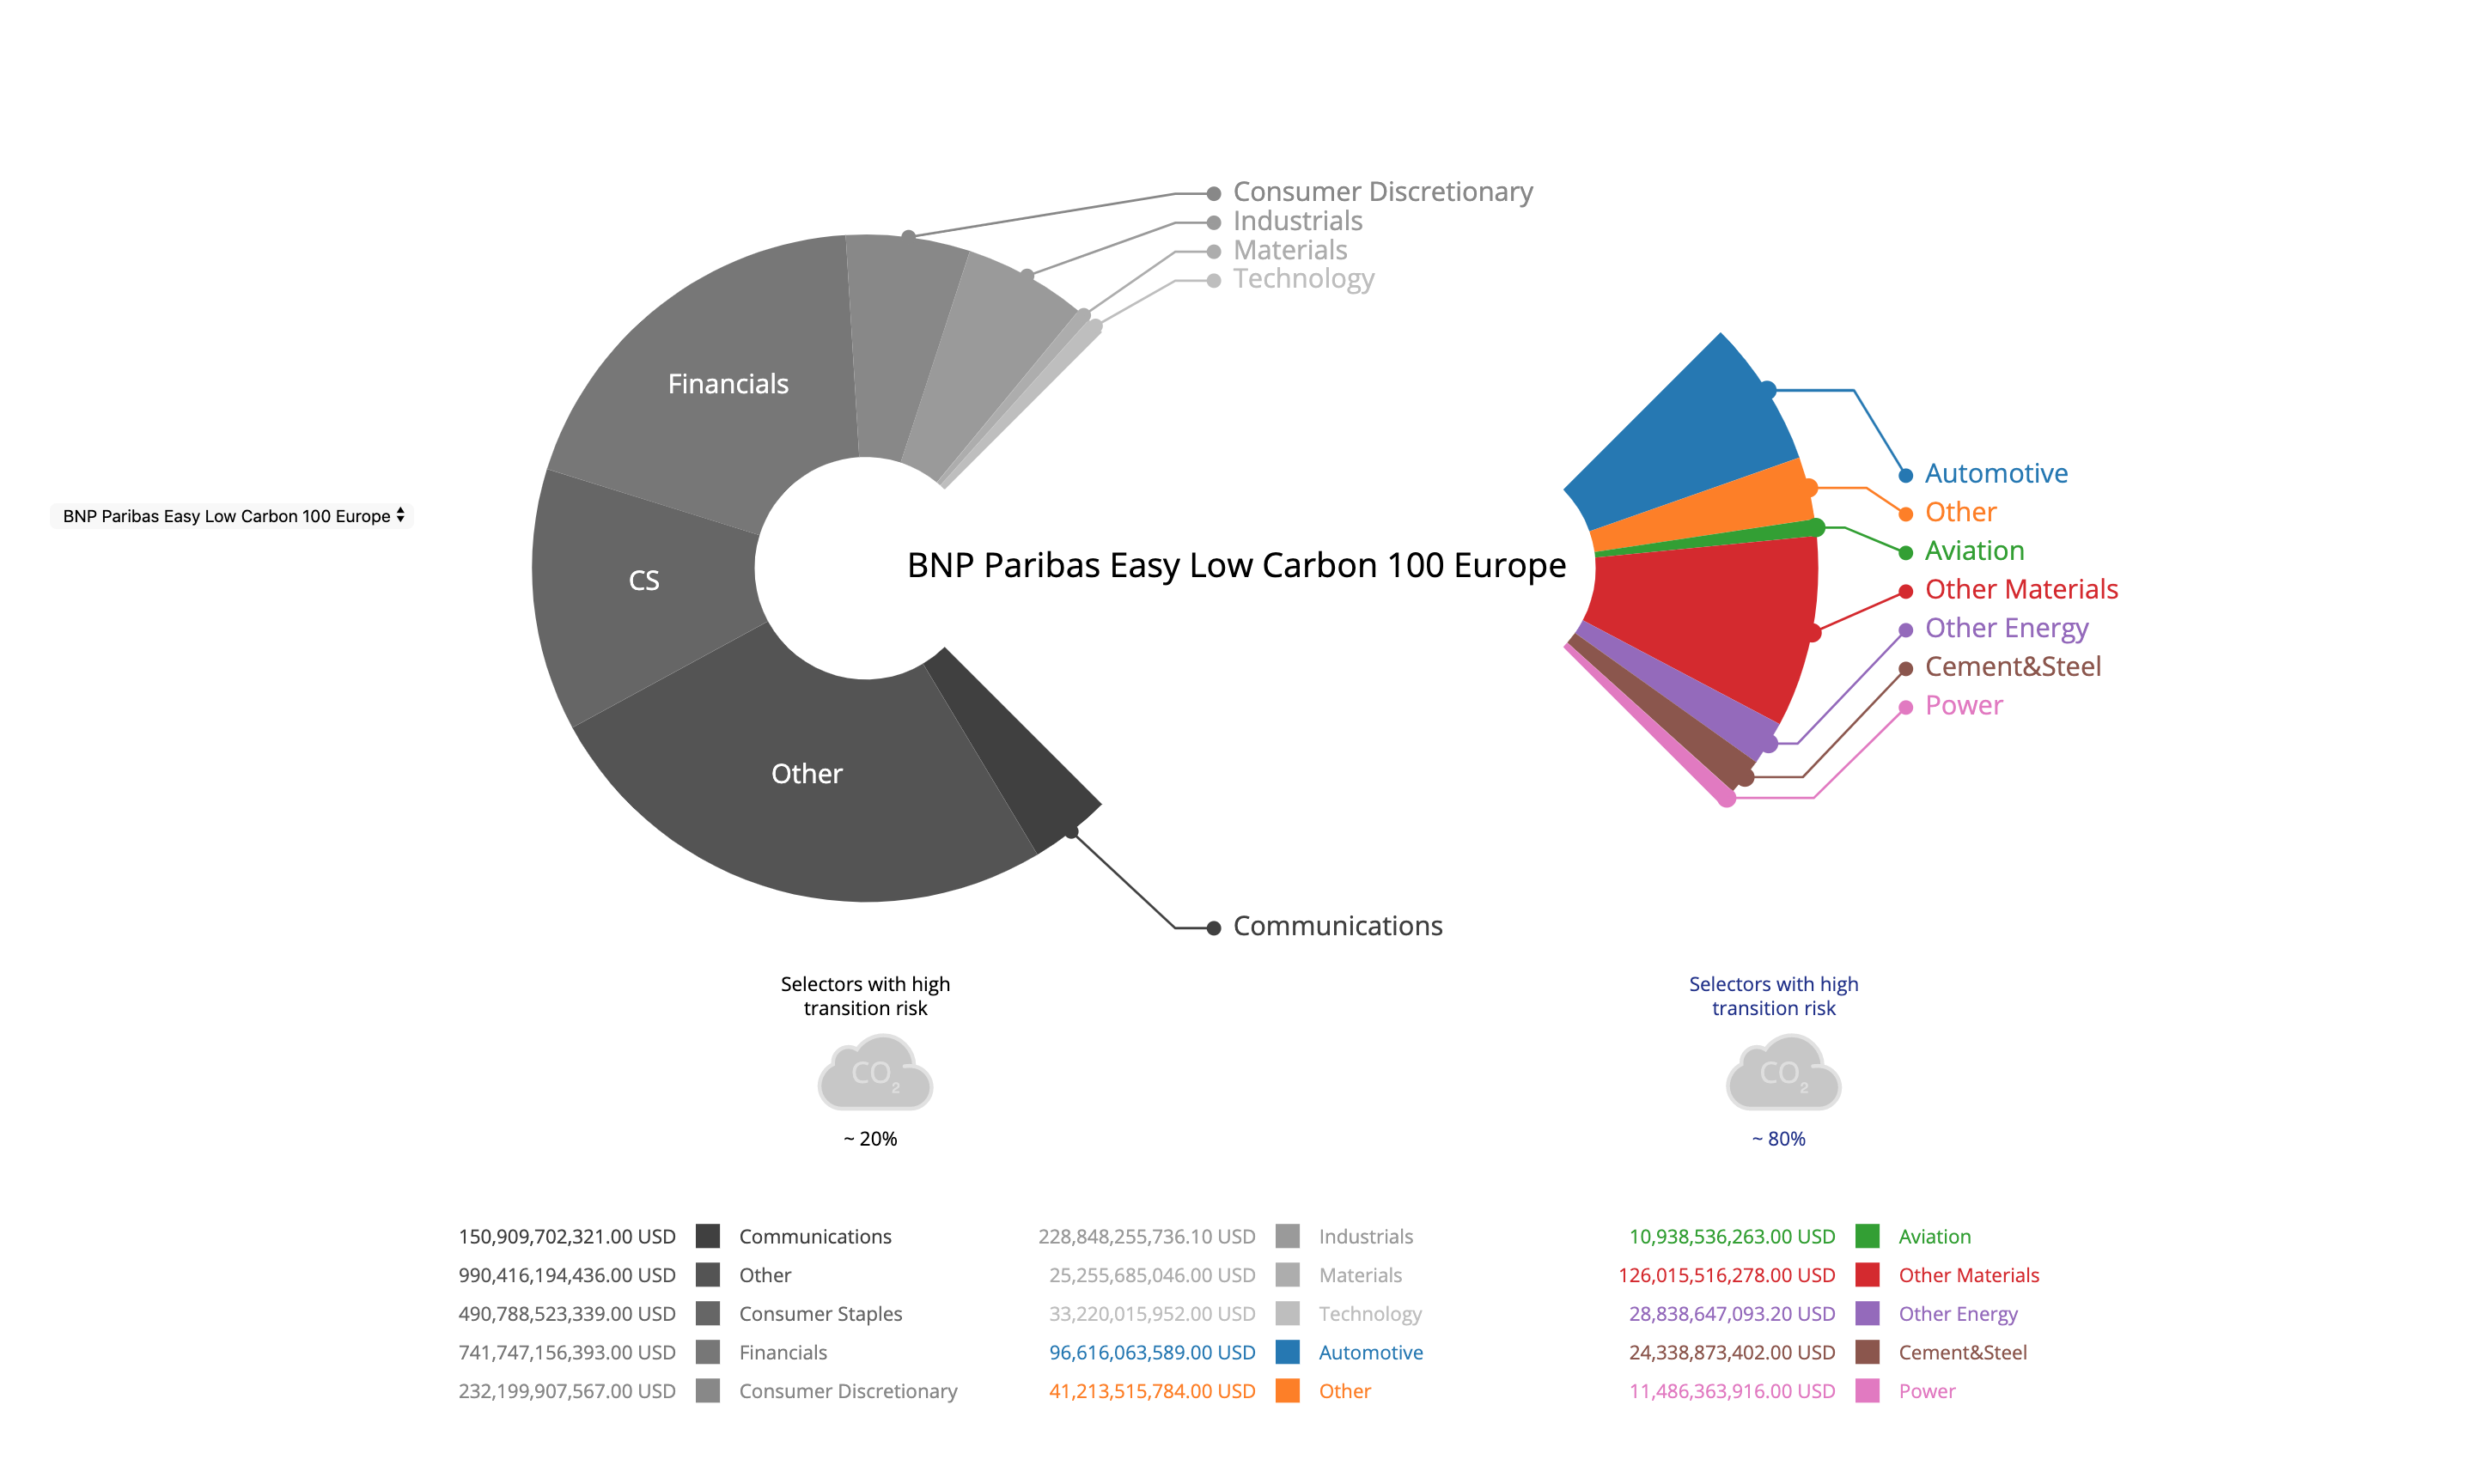 Consumer Discretionary
Industrials
Materials
Technology
Financials
CS
Other
BNP Paribas Easy Low Carbon 100 Europe
BNP Paribas Easy Low Carbon 100 Europe
Automotive
Other
Aviation
Other Materials
Other Energy
Cement&Steel
Power
Communications
Selectors with high
transition risk
CO2
~ 20%
Selectors with high
transition risk
CO2
~ 80%
150,909,702,321.00 USD Communications
990,416,194,436.00 USD Other
490,788,523,339.00 USD Consumer Staples
741,747,156,393.00 USD Financials
232,199,907,567.00 USD Consumer Discretionary
228,848,255,736.10 USD Industrials
25,255,685,046.00 USD Materials
33,220,015,952.00 USD Technology
96,616,063,589.00 USD Automotive
41,213,515,784.00 USD Other
10,938,536,263.00 USD Aviation
126,015,516,278.00 USD Other Materials
28,838,647,093.20 USD Other Energy
24,338,873,402.00 USD Cement&Steel
11,486,363,916.00 USD Power